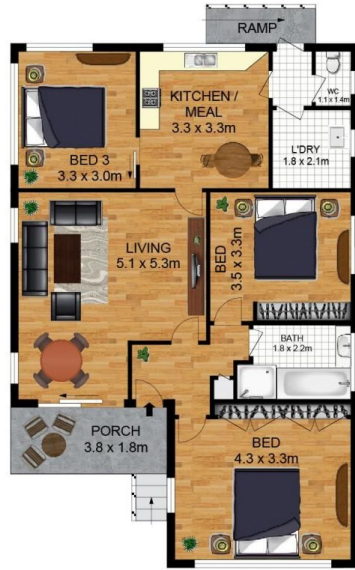 RAMP
KITCHEN /
MEAL
3.3 x 3.3m
WC
1.1 x 1.4m
L'DRY
1.8 x 2.1m
BED 3
3.3 x 3.0m
LIVING
5.1 x 5.3m
BED
3.5 x 3.3m
BATH
1.8 x 2.2m
PORCH
3.8 x 1.8m
BED
4.3 x 3.3m